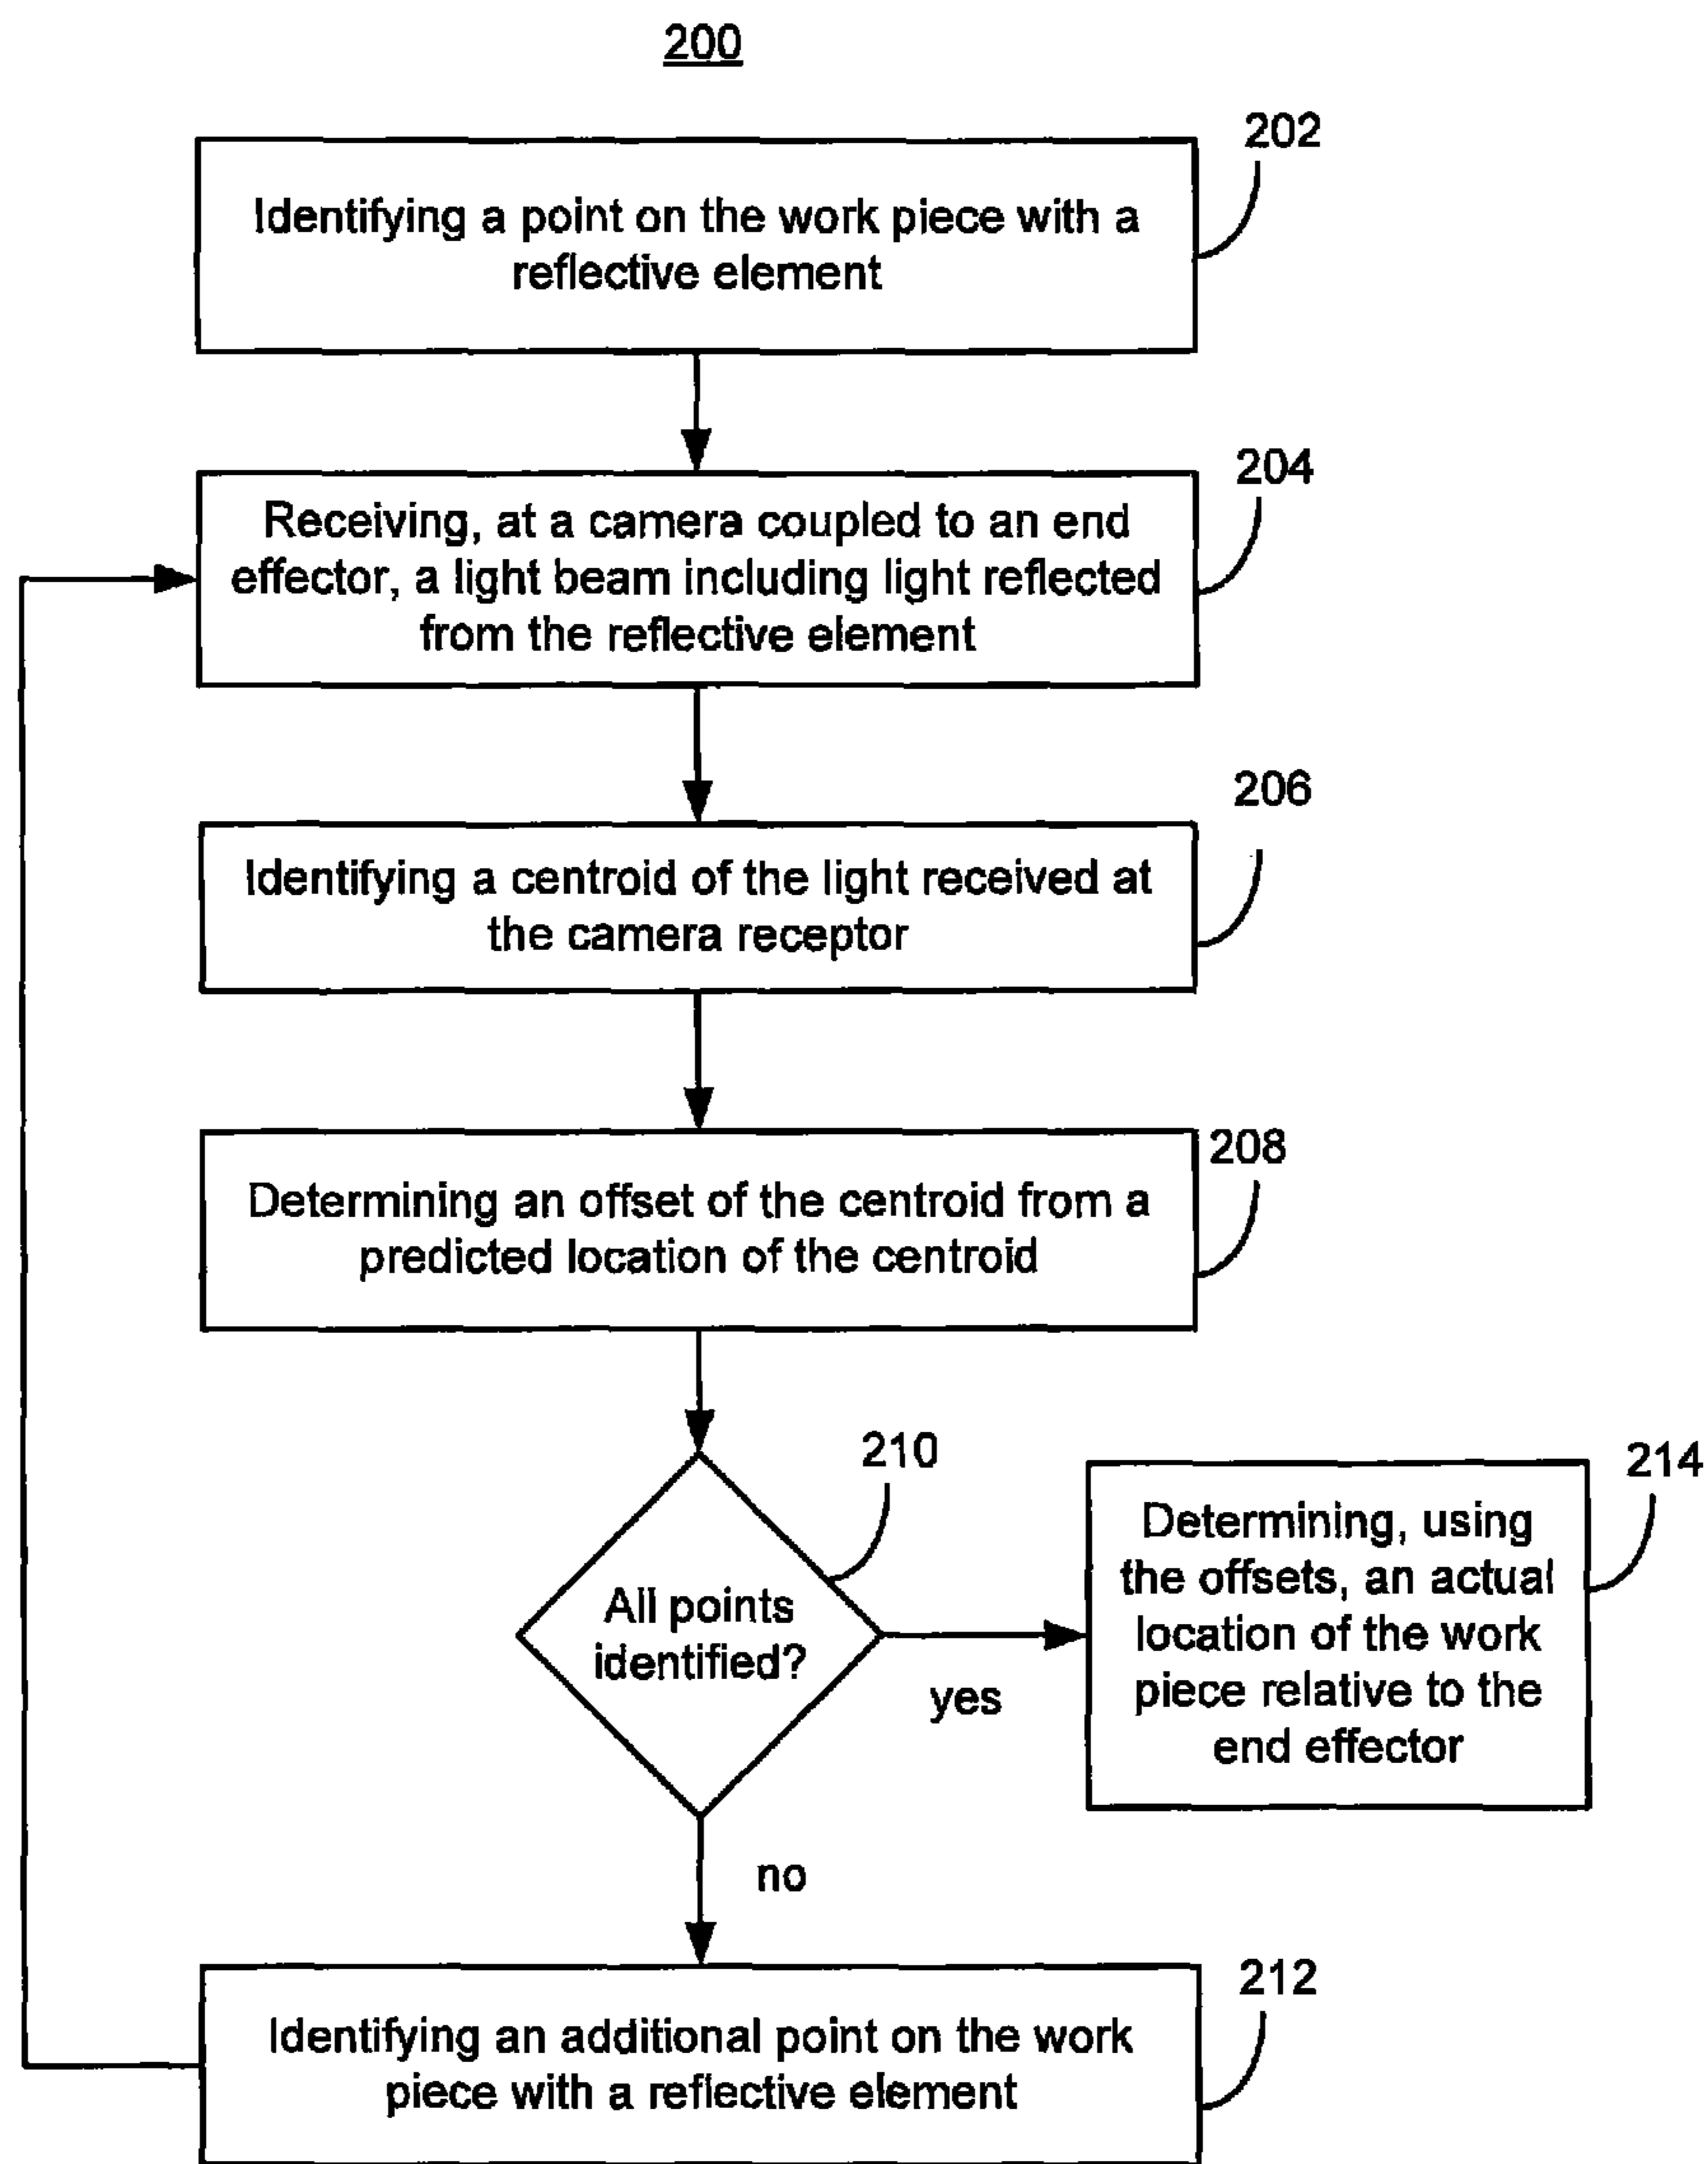 200
202
Identifying a point on the work piece with a
reflective element
204
Receiving, at a camera coupled to an end
effector, a light beam including light reflected
from the reflective element
206
Identifying a centroid of the light received at
the camera receptor
208
Determining an offset of the centroid from a
predicted location of the centroid
210
All points
identified?
yes
214
Determining, using
the offsets, an actual
location of the work
piece relative to the
end effector
no
212
Identifying an additional point on the work
piece with a reflective element